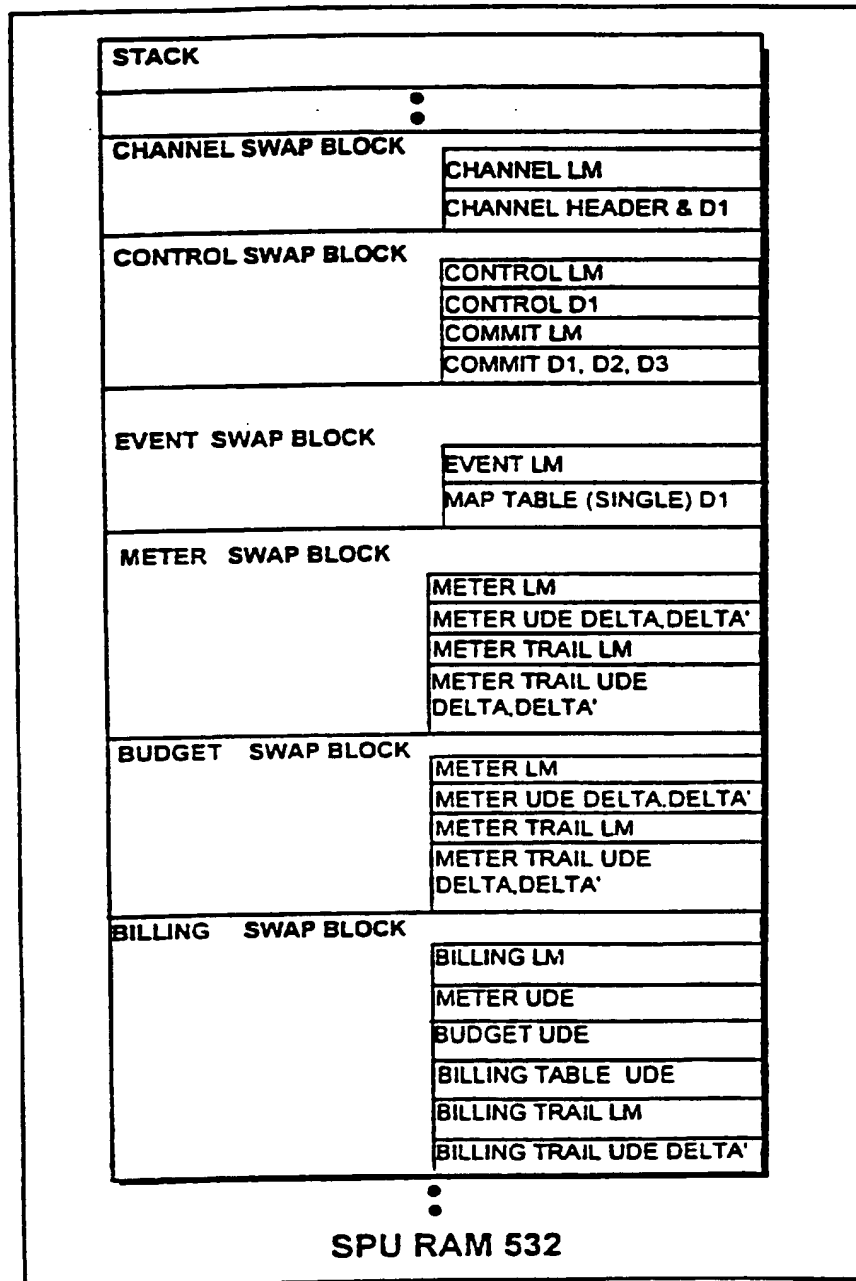 STACK
CHANNEL SWAP BLOCK
CHANNEL LM
CHANNEL HEADER & D1
CONTROL SWAP BLOCK
CONTROL LM
CONTROL D1
COMMIT LM
COMMIT D1, D2, D3
EVENT SWAP BLOCK
EVENT LM
MAP TABLE (SINGLE) D1
METER SWAP BLOCK
METER LM
METER UDE DELTA,DELTA'
METER TRAIL LM
METER TRAIL UDE
DELTA,DELTA'
BUDGET SWAP BLOCK
METER LM
METER UDE DELTA,DELTA'
METER TRAIL LM
METER TRAIL UDE
DELTA,DELTA'
BILLING SWAP BLOCK
BILLING LM
METER UDE
BUDGET UDE
BILLING TABLE UDE
BILLING TRAIL LM
BILLING TRAIL UDE DELTA'
SPU RAM 532